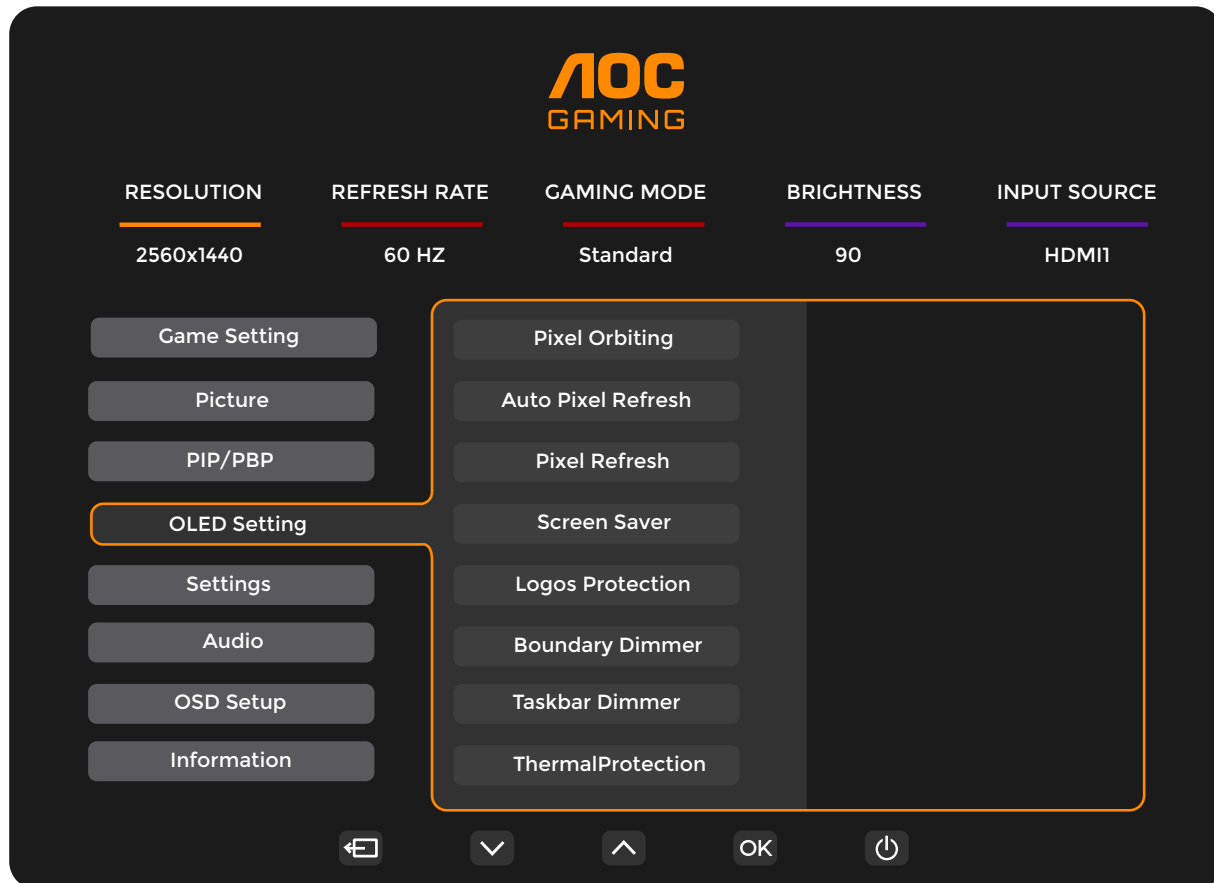 AOC
GAMING
RESOLUTION REFRESH RATE GAMING MODE BRIGHTNESS INPUT SOURCE
2560x1440 60 HZ Standard 90 HDMI1
Game Setting
Picture
PIP/PBP
OLED Setting
Settings
Audio
OSD Setup
Information
Pixel Orbiting
Auto Pixel Refresh
Pixel Refresh
Screen Saver
Logos Protection
Boundary Dimmer
Taskbar Dimmer
ThermalProtection
OK